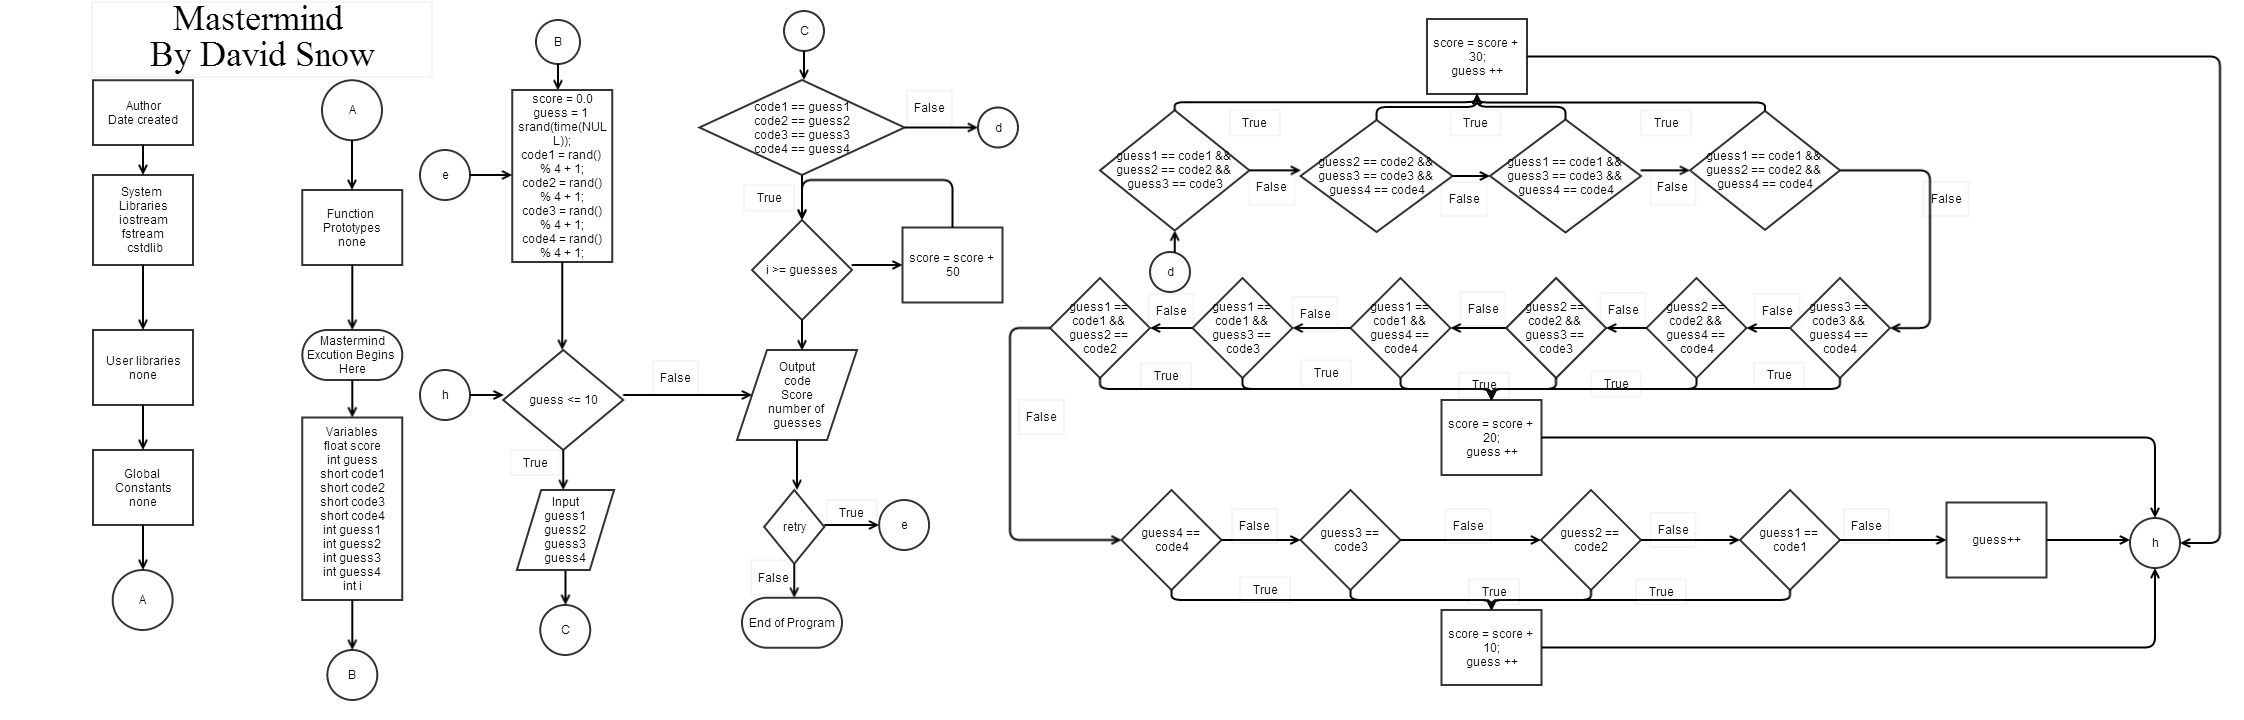 Mastermind
By David Snow
Author
Date created
System
Libraries
iostream
fstream
cstdlib
User libraries
none
Global
Constants
none
A
A
Function
Prototypes
none
Mastermind
Excution Begins
Here
Variables
float score
int guess
short code1
short code2
short code3
short code4
int guess1
int guess2
int guess3
int guess4
int i
B
B
e
score = 0.0
guess = 1
srand(time(NUL
L));
code1 = rand()
% 4 + 1;
code2 = rand()
% 4 + 1;
code3 = rand()
% 4 + 1;
code4 = rand()
% 4 + 1;
h
guess <= 10
False
True
Input
guess1
guess2
guess3
guess4
C
C
code1 == guess1
code2 == guess2
code3 == guess3
code4 == guess4
False
d
True
i >= guesses
score = score +
50
Output
code
Score
number of
guesses
retry
True
e
False
End of Program
score = score +
30;
guess ++
True
True
True
guess1 == code1 &&
guess2 == code2 &&
guess3 == code3
False
guess2 == code2 &&
guess3 == code3 &&
guess4 == code4
False
guess1 == code1 &&
guess3 == code3 &&
guess4 == code4
False
guess1 == code1 &&
guess2 == code2 &&
guess4 == code4
False
d
guess1 ==
code1 &&
guess2 ==
code2
False
guess1 ==
code1 &&
guess3 ==
code3
False
guess1 ==
code1 &&
guess4 ==
code4
False
guess2 ==
code2 &&
guess3 ==
code3
False
guess2 ==
code2 &&
guess4 ==
code4
False
guess3 ==
code3 &&
guess4 ==
code4
True
True
True
True
True
False
score = score +
20;
guess ++
guess4 ==
code4
False
guess3 ==
code3
False
guess2 ==
code2
False
guess1 ==
code1
False
guess++
h
True
True
True
score = score +
10;
guess ++